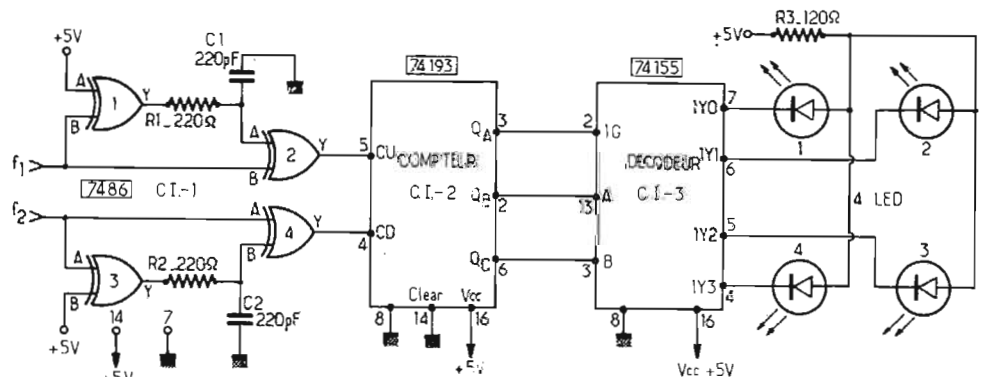 +5V
A
B
1
Y
R1_220Ω
C1
220pF
A
B
2
Y
f1
7486
C.I.-1
f2
A
B
3
Y
R2_220Ω
A
B
4
Y
C2
220pF
+5V
14
+5V
7
74193
5
CU
COMPTEUR
C.I.-2
4
CD
QA
3
QB
2
QC
6
Clear
Vcc
8
14
16
+5V
74155
2
1G
13
A
3
B
DECODEUR
C.I.-3
1Y0
7
1Y1
6
1Y2
5
1Y3
4
8
16
Vcc +5V
+5V
R3_120Ω
1
2
4 LED
4
3